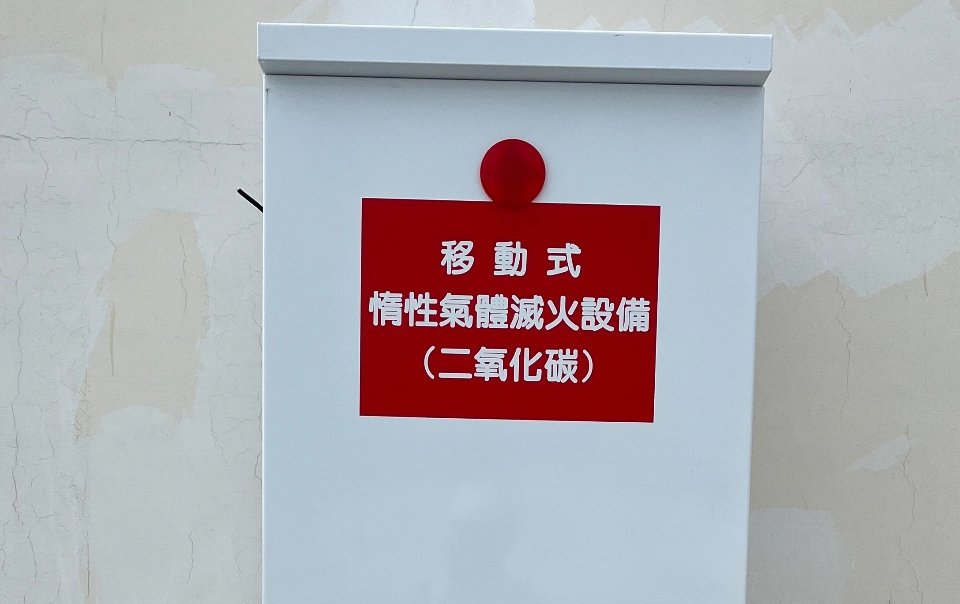 移動式
惰性氣體滅火設備
（二氧化碳）